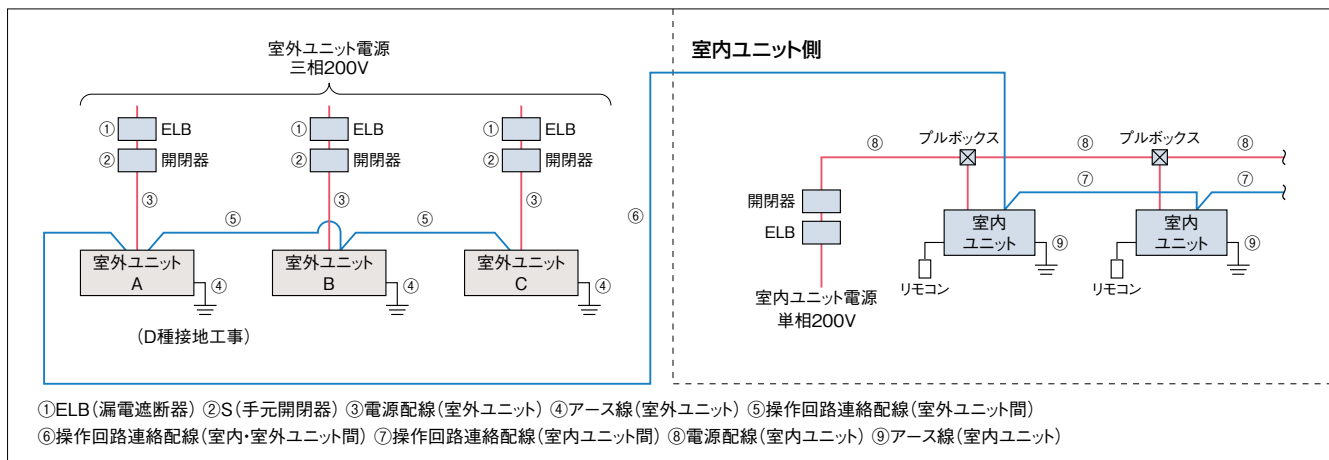 室外ユニット電源
三相200V
室内ユニット側
① ELB
① ELB
① ELB
② 開閉器
② 開閉器
② 開閉器
③
③
③
⑤
⑤
⑥
室外ユニット
A
室外ユニット
B
室外ユニット
C
④
④
④
(D種接地工事)
プルボックス
プルボックス
⑧
⑧
⑧
⑦
⑦
開閉器
ELB
室内ユニット電源
単相200V
室内
ユニット
室内
ユニット
⑨
⑨
リモコン
リモコン
①ELB(漏電遮断器) ②S(手元開閉器) ③電源配線(室外ユニット) ④アース線(室外ユニット) ⑤操作回路連絡配線(室外ユニット間)
⑥操作回路連絡配線(室内・室外ユニット間) ⑦操作回路連絡配線(室内ユニット間) ⑧電源配線(室内ユニット) ⑨アース線(室内ユニット)